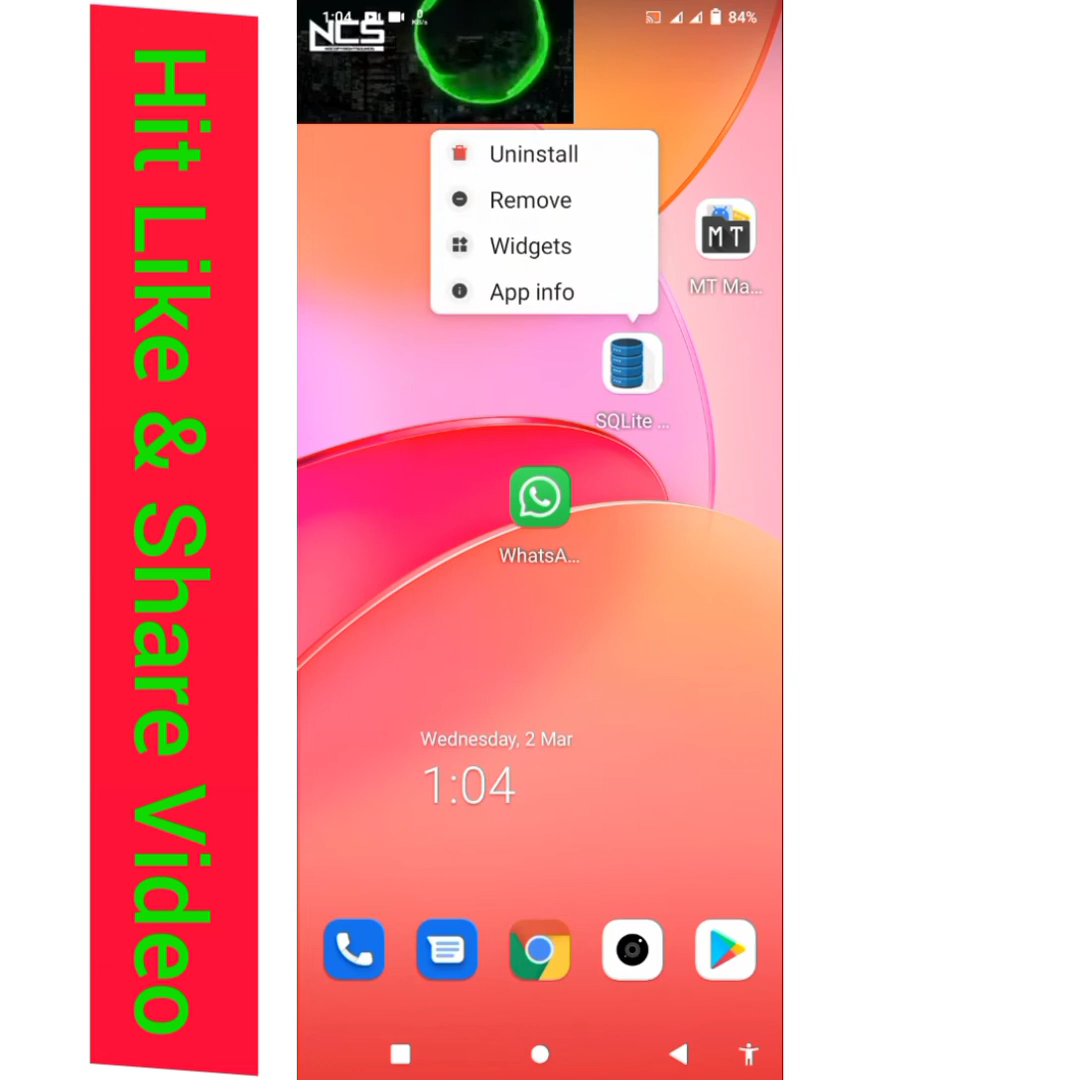 Hit Like & Share Video
1:04
84%
NCS
Uninstall
Remove
Widgets
App info
MT
MT Ma...
SQLite ...
WhatsA...
Wednesday, 2 Mar
1:04